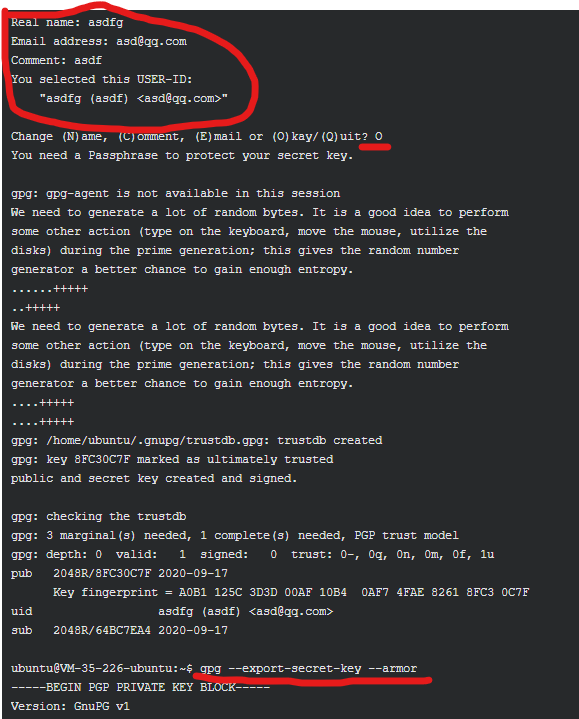 Real name: asdfg
Email address: asd@qq.com
Comment: asdf
You selected this USER-ID:
    "asdfg (asdf) <asd@qq.com>"
Change (N)ame, (C)omment, (E)mail or (O)kay/(Q)uit? O
You need a Passphrase to protect your secret key.
gpg: gpg-agent is not available in this session
We need to generate a lot of random bytes. It is a good idea to perform
some other action (type on the keyboard, move the mouse, utilize the
disks) during the prime generation; this gives the random number
generator a better chance to gain enough entropy.
......+++++
..+++++
We need to generate a lot of random bytes. It is a good idea to perform
some other action (type on the keyboard, move the mouse, utilize the
disks) during the prime generation; this gives the random number
generator a better chance to gain enough entropy.
....+++++
....+++++
gpg: /home/ubuntu/.gnupg/trustdb.gpg: trustdb created
gpg: key 8FC30C7F marked as ultimately trusted
public and secret key created and signed.
gpg: checking the trustdb
gpg: 3 marginal(s) needed, 1 complete(s) needed, PGP trust model
gpg: depth: 0  valid:   1  signed:   0  trust: 0-, 0q, 0n, 0m, 0f, 1u
pub   2048R/8FC30C7F 2020-09-17
      Key fingerprint = A0B1 125C 3D3D 00AF 10B4  0AF7 4FAE 8261 8FC3 0C7F
uid                  asdfg (asdf) <asd@qq.com>
sub   2048R/64BC7EA4 2020-09-17
ubuntu@VM-35-226-ubuntu:~$ gpg --export-secret-key --armor
-----BEGIN PGP PRIVATE KEY BLOCK-----
Version: GnuPG v1